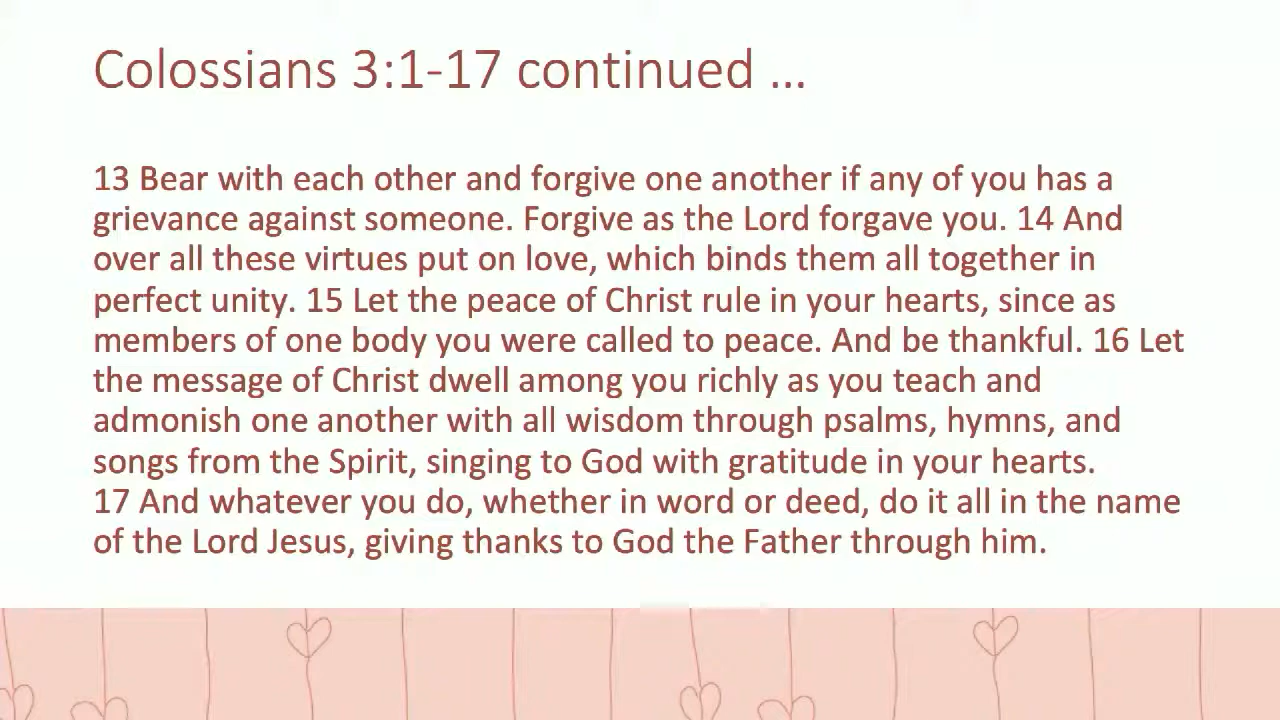 Colossians 3:1-17 continued ...
13 Bear with each other and forgive one another if any of you has a
grievance against someone. Forgive as the Lord forgave you. 14 And
over all these virtues put on love, which binds them all together in
perfect unity. 15 Let the peace of Christ rule in your hearts, since as
members of one body you were called to peace. And be thankful. 16 Let
the message of Christ dwell among you richly as you teach and
admonish one another with all wisdom through psalms, hymns, and
songs from the Spirit, singing to God with gratitude in your hearts.
17 And whatever you do, whether in word or deed, do it all in the name
of the Lord Jesus, giving thanks to God the Father through him.